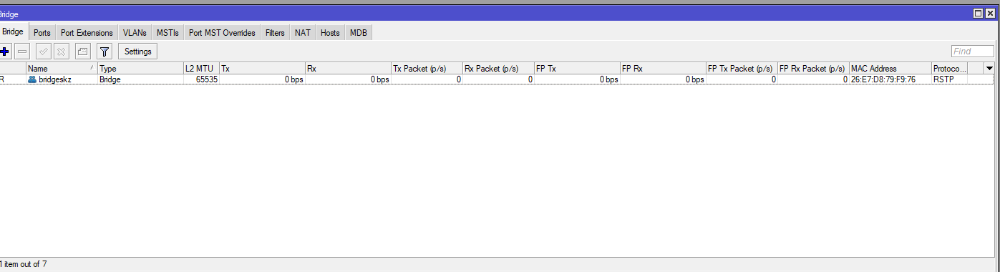 Bridge
Bridge Ports Port Extensions VLANs MSTIs Port MST Overrides Filters NAT Hosts MDB
Settings Find
Name / Type L2 MTU Tx Rx Tx Packet (p/s) Rx Packet (p/s) FP Tx FP Rx FP Tx Packet (p/s) FP Rx Packet (p/s) MAC Address Protoco...
R bridgeskz Bridge 65535 0 bps 0 bps 0 0 0 bps 0 bps 0 0 26:E7:D8:79:F9:76 RSTP
1 item out of 7